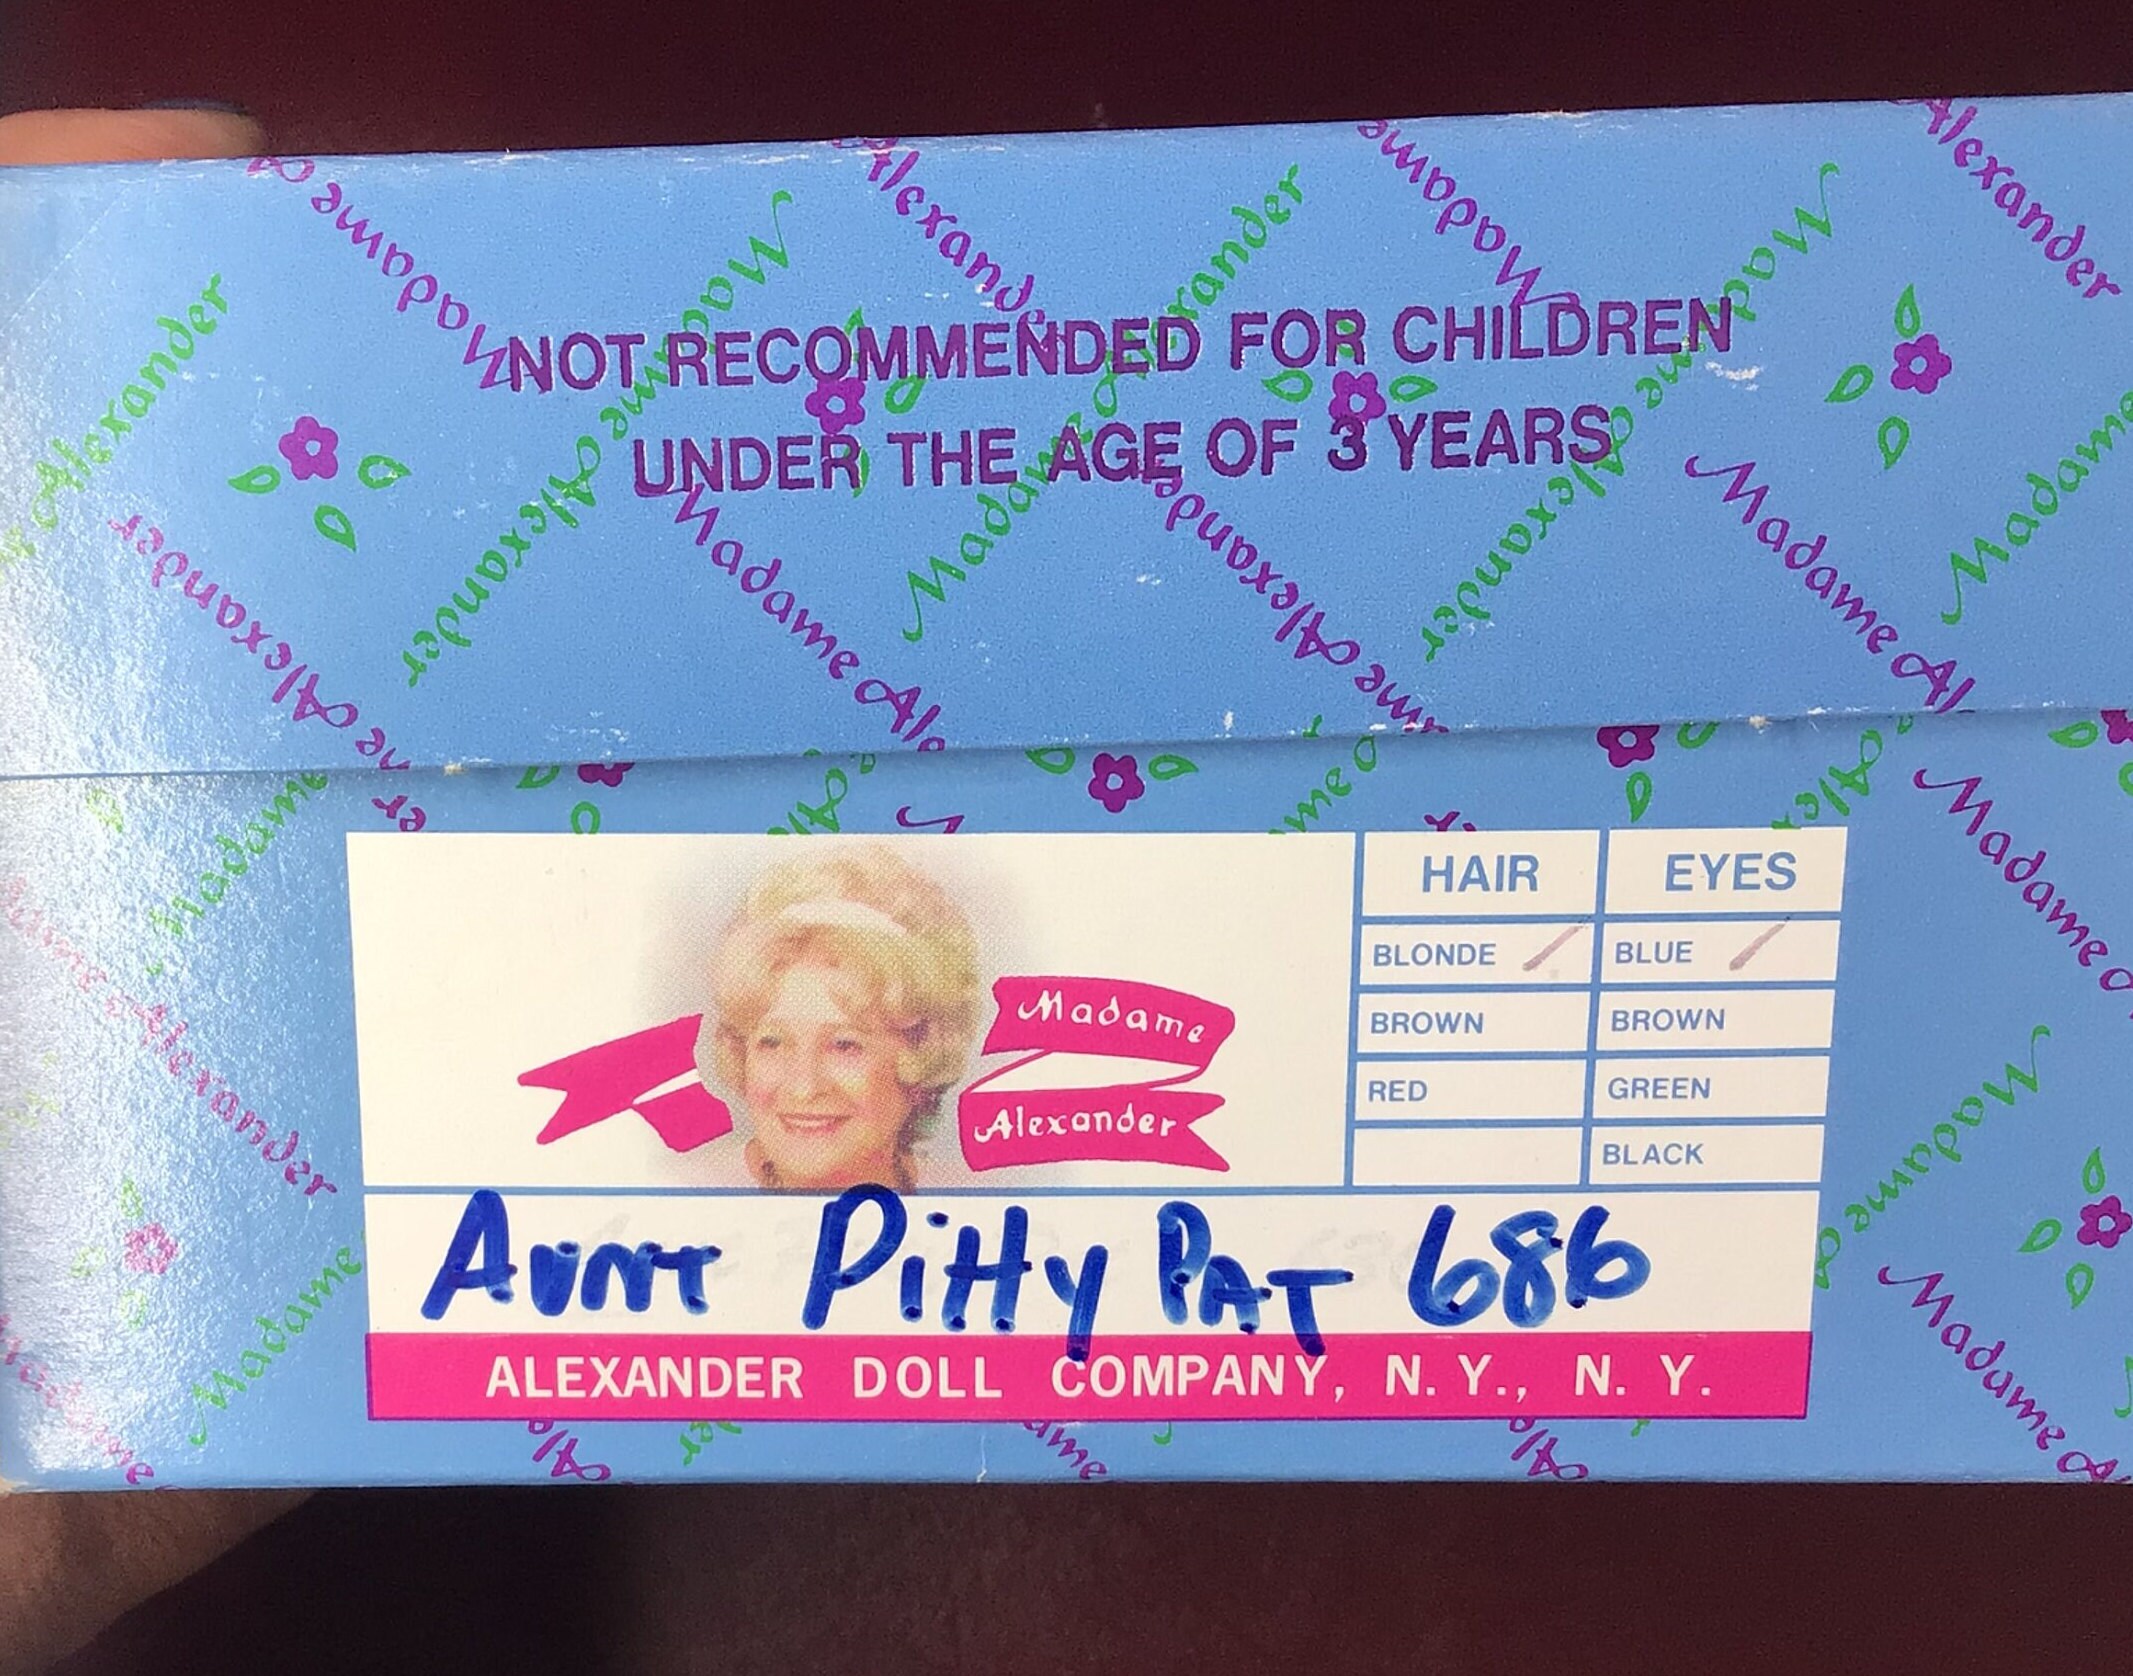 NOT RECOMMENDED FOR CHILDREN
UNDER THE AGE OF 3 YEARS
Madame
Alexander
HAIR EYES
BLONDE / BLUE /
BROWN BROWN
RED GREEN
BLACK
AUNT PiTTy PAT 686
ALEXANDER DOLL COMPANY, N. Y., N. Y.